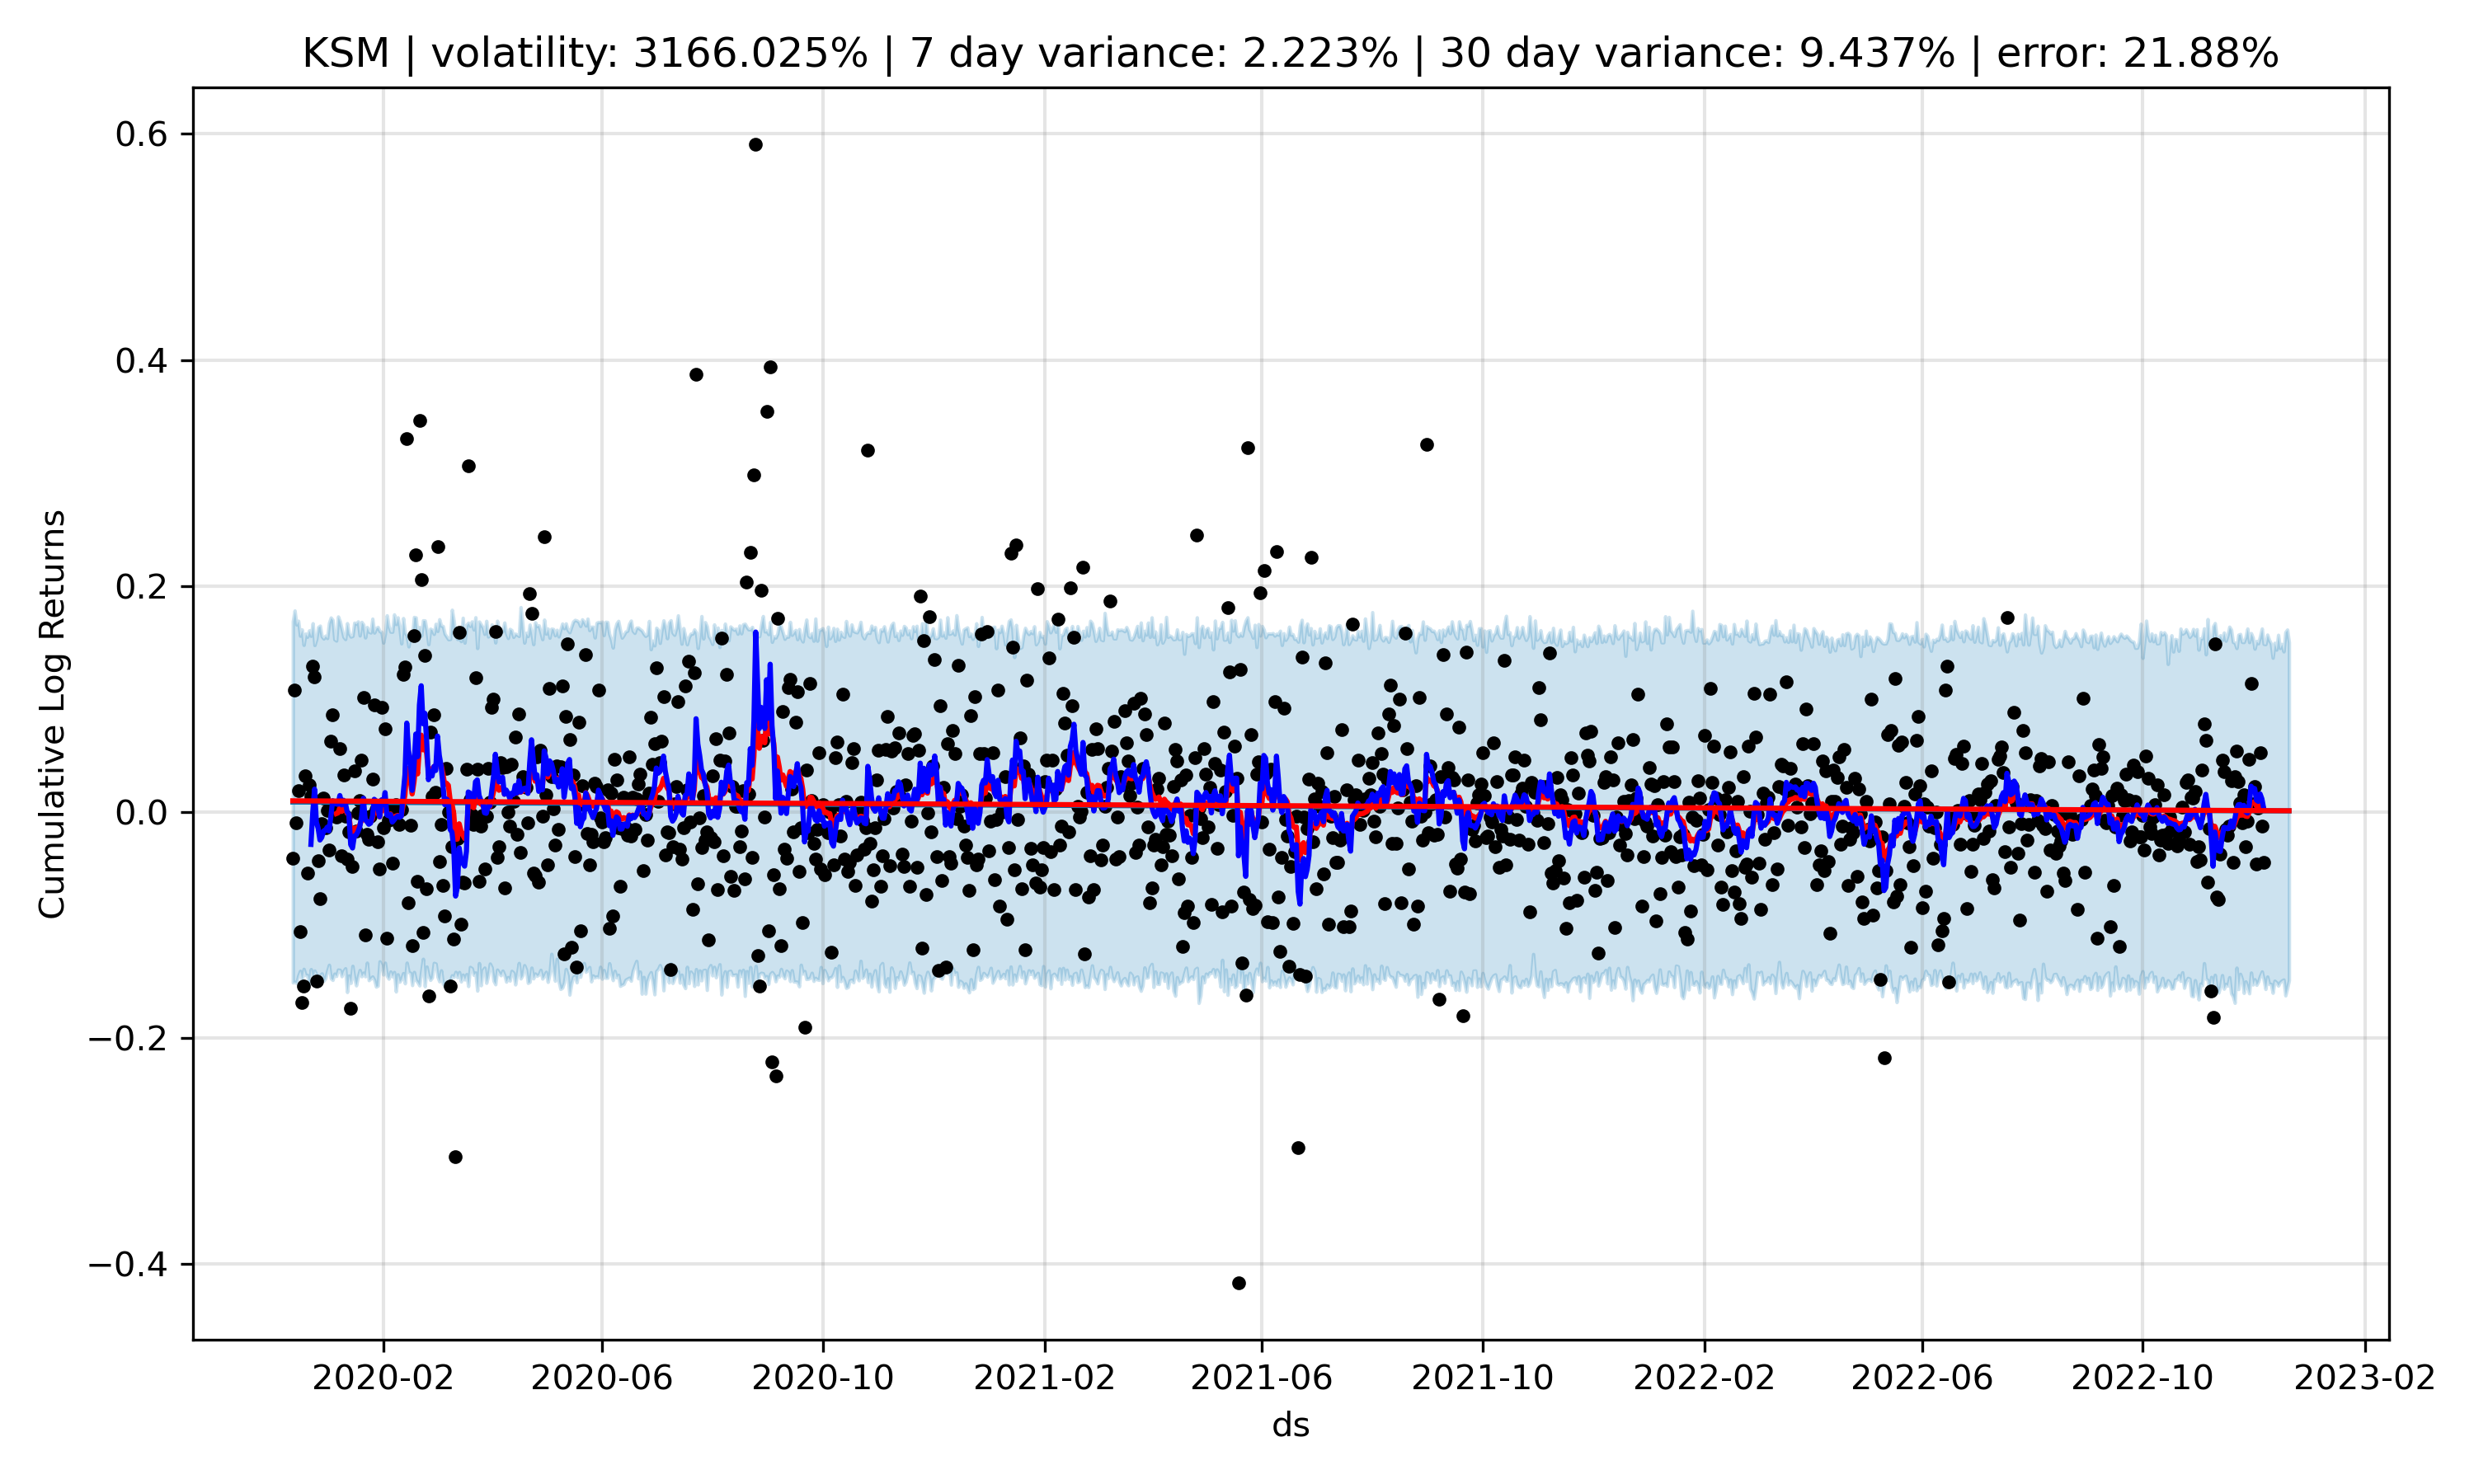 KSM | volatility: 3166.025% | 7 day variance: 2.223% | 30 day variance: 9.437% | error: 21.88%
Cumulative Log Returns
0.6
0.4
0.2
0.0
−0.2
−0.4
2020-02 2020-06 2020-10 2021-02 2021-06 2021-10 2022-02 2022-06 2022-10 2023-02
ds